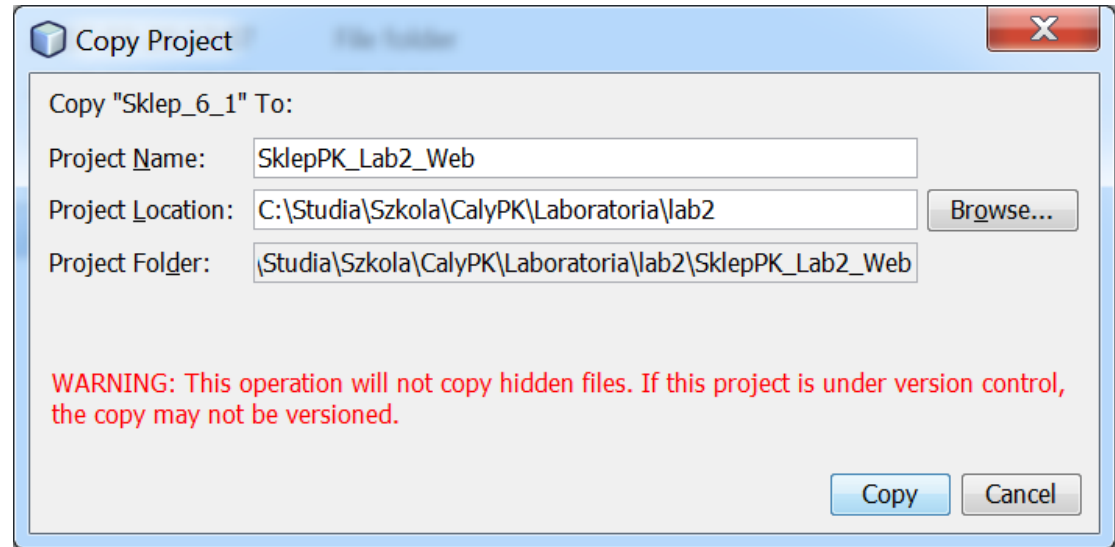 Copy Project
File folder
Copy "Sklep_6_1" To:
Project Name: SklepPK_Lab2_Web
Project Location: C:\Studia\Szkola\CalyPK\Laboratoria\lab2 Browse...
Project Folder: \Studia\Szkola\CalyPK\Laboratoria\lab2\SklepPK_Lab2_Web
WARNING: This operation will not copy hidden files. If this project is under version control,
the copy may not be versioned.
Copy Cancel